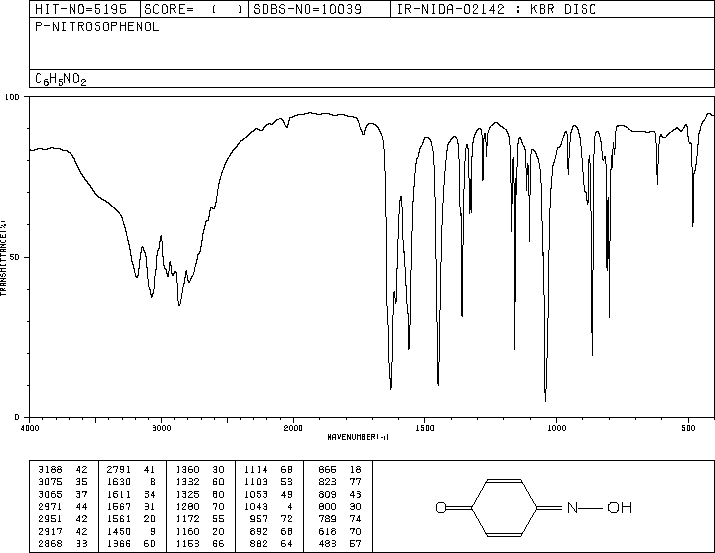 HIT-NO=5195 SCORE= ( ) SDBS-NO=10039 IR-NIDA-02142 : KBR DISC
P-NITROSOPHENOL
C6H5NO2
100
TRANSMITTANCE(%)
50
0
4000 3000 2000 1500 1000 500
WAVENUMBER(-1)
3188 42 2791 41 1360 30 1114 68 866 18
3075 35 1630 8 1332 60 1103 53 823 77
3065 37 1611 34 1325 60 1053 49 809 43
2971 44 1567 31 1280 70 1043 4 800 30
2951 42 1561 20 1172 55 957 72 789 74
2917 42 1450 9 1160 20 892 68 618 70
2868 33 1366 60 1153 66 882 64 483 57
O N OH